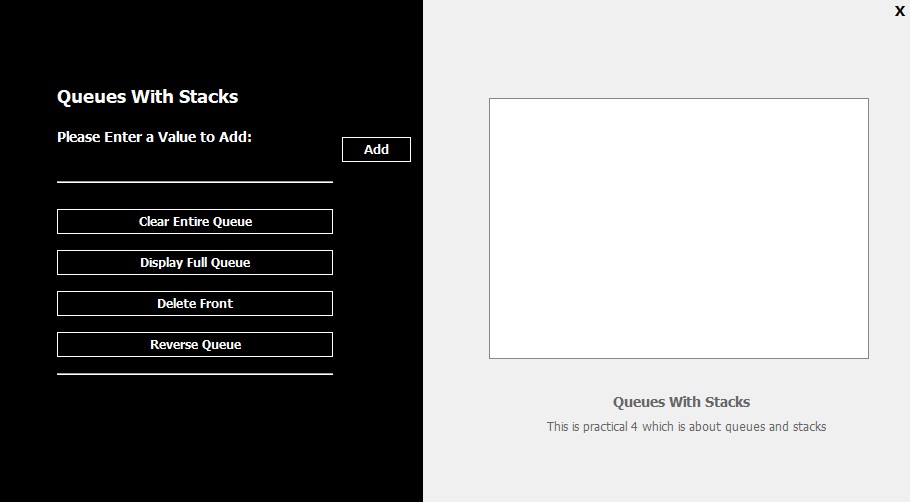 X
Queues With Stacks
Please Enter a Value to Add:
Add
Clear Entire Queue
Display Full Queue
Delete Front
Reverse Queue
Queues With Stacks
This is practical 4 which is about queues and stacks